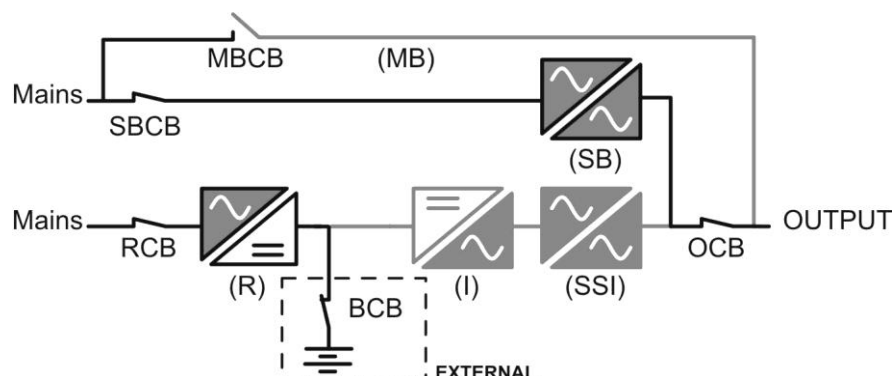 MBCB (MB)
Mains
SBCB
(SB)
Mains
OUTPUT
RCB
OCB
(R)
(I)
(SSI)
BCB
EXTERNAL